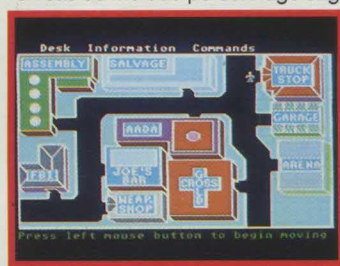 Desk Information Commands
ASSEMBLY
SALVAGE
TRUCK STOP
GARAGE
AADA
ARENA
FBI
JOE'S BAR
CROSS
WEAP. SHOP
Press left mouse button to begin moving